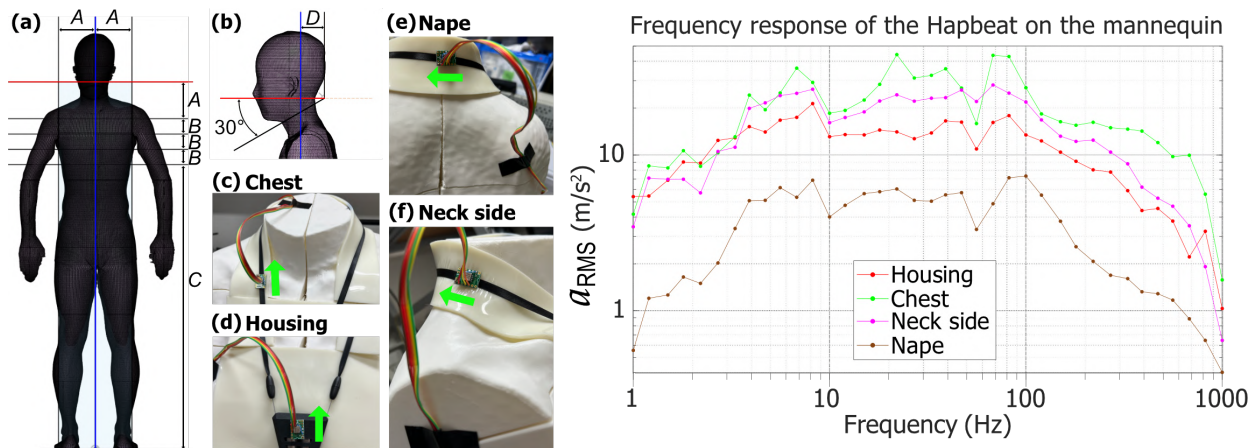 (a)
A A
A
B
B
B
C
(b)
D
30°
(c) Chest
(d) Housing
(e) Nape
(f) Neck side
Frequency response of the Hapbeat on the mannequin
10
1
aRMS (m/s²)
Housing
Chest
Neck side
Nape
1 10 100 1000
Frequency (Hz)